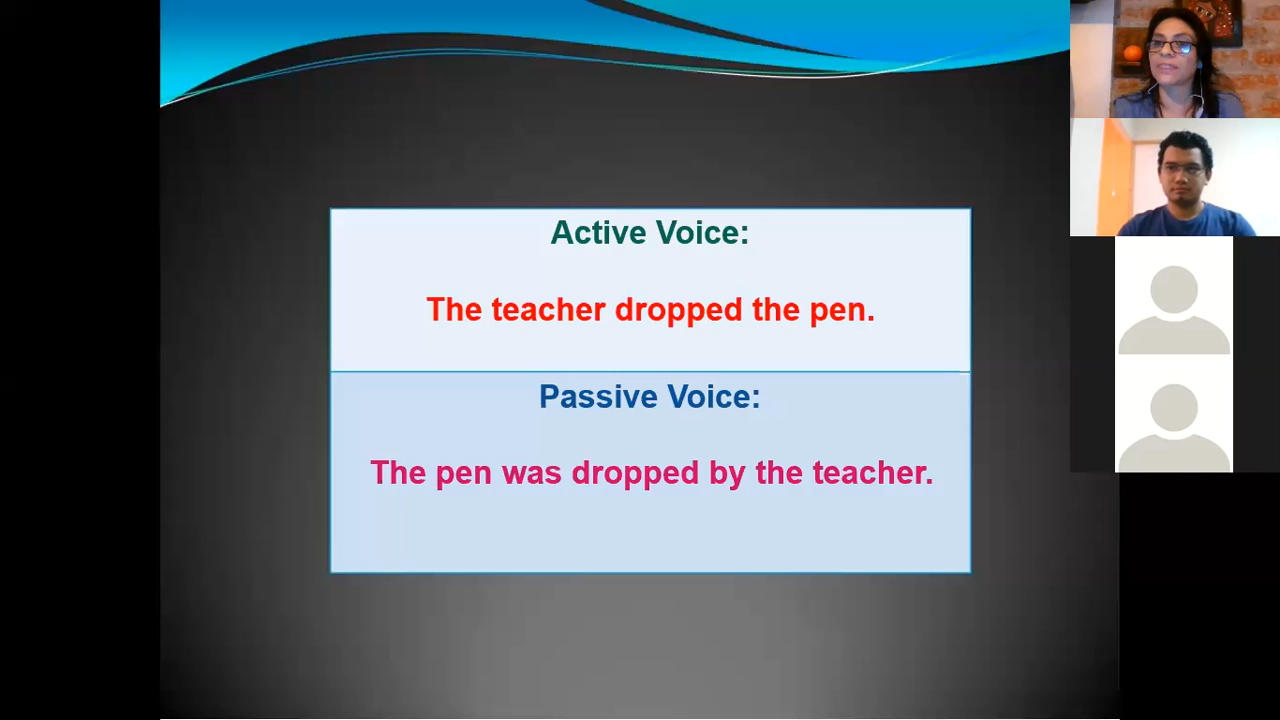 Active Voice:
The teacher dropped the pen.
Passive Voice:
The pen was dropped by the teacher.